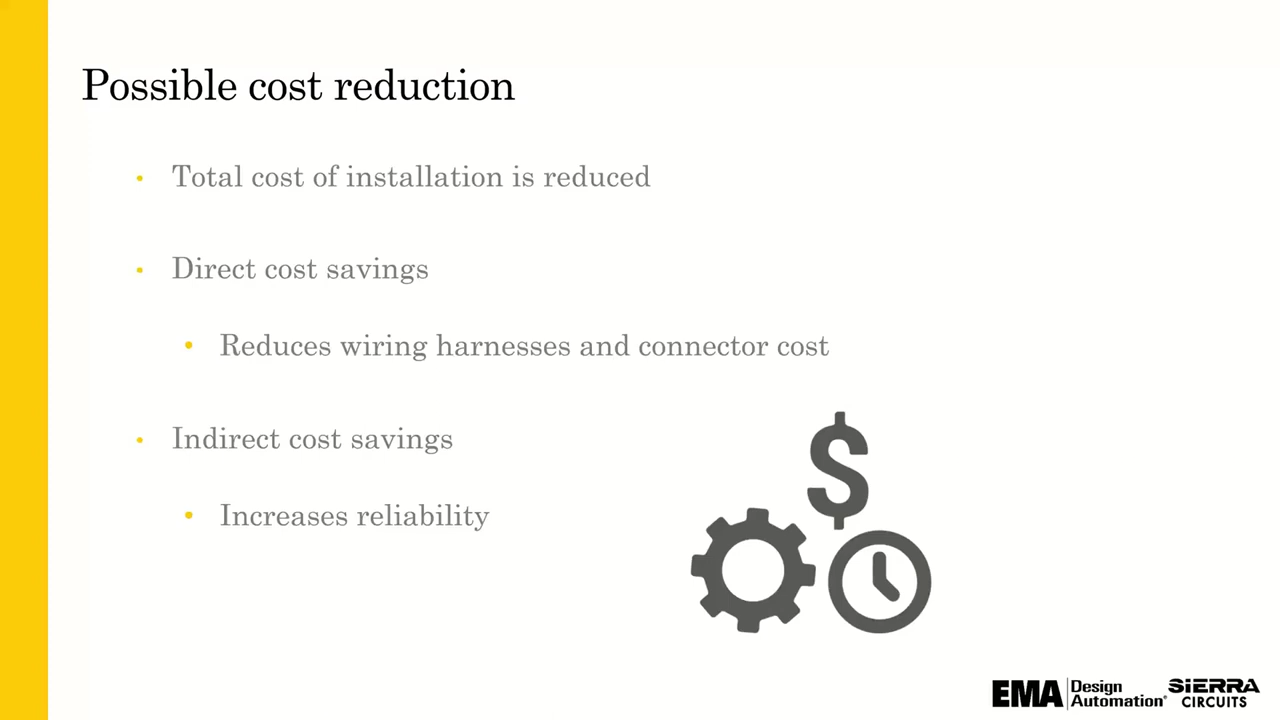 Possible cost reduction
• Total cost of installation is reduced
• Direct cost savings
• Reduces wiring harnesses and connector cost
• Indirect cost savings
• Increases reliability
$
EMA Design Automation®
SIERRA CIRCUITS